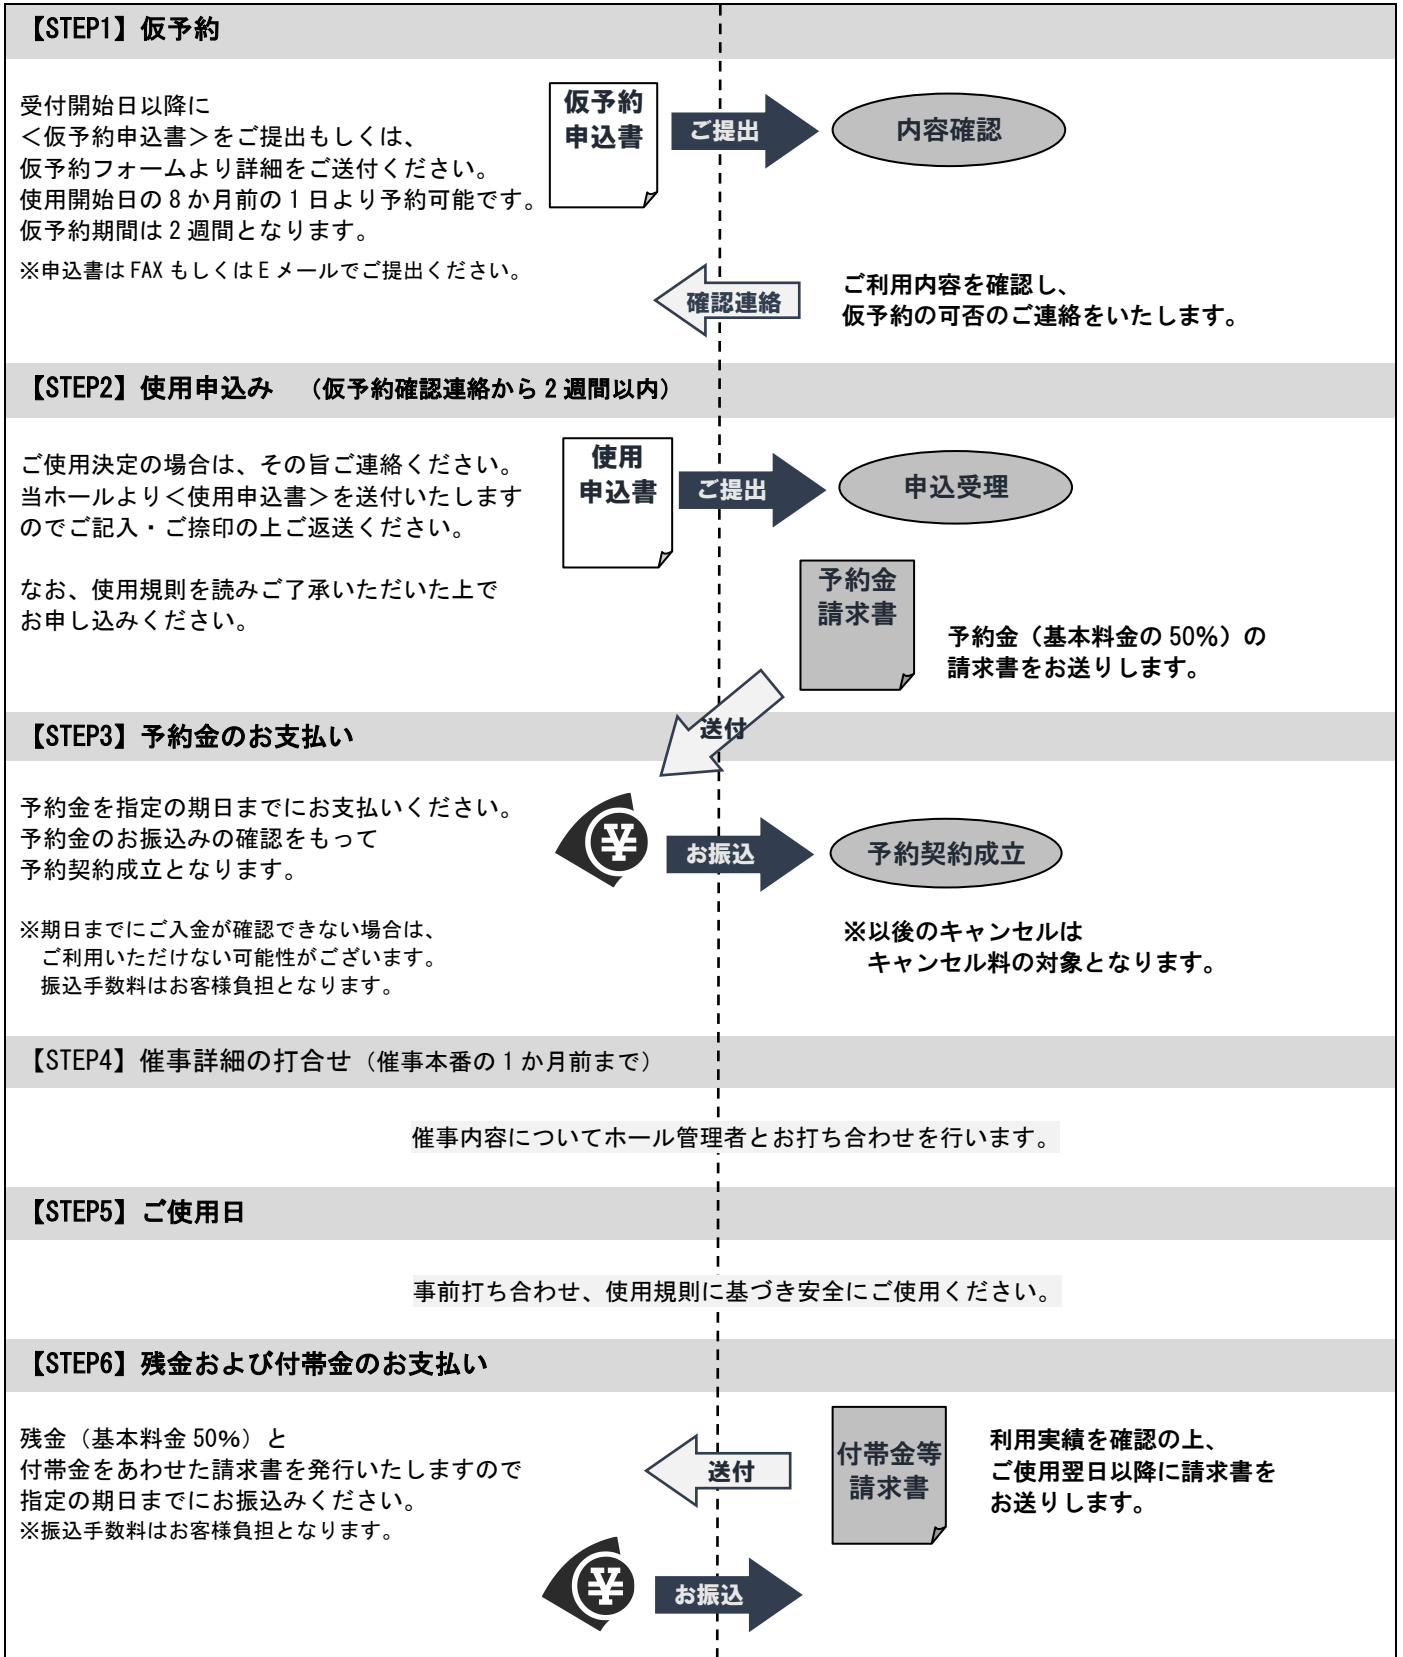 【STEP1】仮予約
受付開始日以降に
＜仮予約申込書＞をご提出もしくは、
仮予約フォームより詳細をご送付ください。
使用開始日の8か月前の1日より予約可能です。
仮予約期間は2週間となります。
※申込書はFAXもしくはEメールでご提出ください。
仮予約
申込書
ご提出
内容確認
確認連絡
ご利用内容を確認し、
仮予約の可否のご連絡をいたします。
【STEP2】使用申込み　（仮予約確認連絡から2週間以内）
ご使用決定の場合は、その旨ご連絡ください。
当ホールより＜使用申込書＞を送付いたします
のでご記入・ご捺印の上ご返送ください。
なお、使用規則を読みご了承いただいた上で
お申し込みください。
使用
申込書
ご提出
申込受理
予約金
請求書
予約金（基本料金の50％）の
請求書をお送りします。
送付
【STEP3】予約金のお支払い
予約金を指定の期日までにお支払いください。
予約金のお振込みの確認をもって
予約契約成立となります。
※期日までにご入金が確認できない場合は、
ご利用いただけない可能性がございます。
振込手数料はお客様負担となります。
¥
お振込
予約契約成立
※以後のキャンセルは
キャンセル料の対象となります。
【STEP4】催事詳細の打合せ（催事本番の1か月前まで）
催事内容についてホール管理者とお打ち合わせを行います。
【STEP5】ご使用日
事前打ち合わせ、使用規則に基づき安全にご使用ください。
【STEP6】残金および付帯金のお支払い
残金（基本料金50％）と
付帯金をあわせた請求書を発行いたしますので
指定の期日までにお振込みください。
※振込手数料はお客様負担となります。
送付
付帯金等
請求書
利用実績を確認の上、
ご使用翌日以降に請求書を
お送りします。
¥
お振込